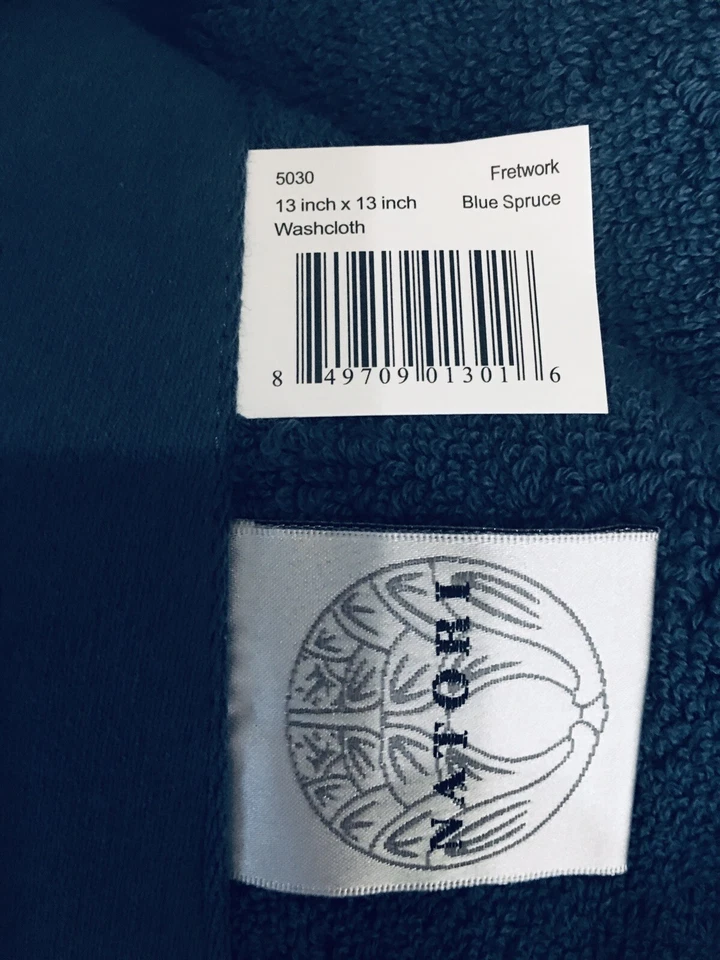 5030 Fretwork
13 inch x 13 inch Blue Spruce
Washcloth
8 49709 01301 6
NATORI